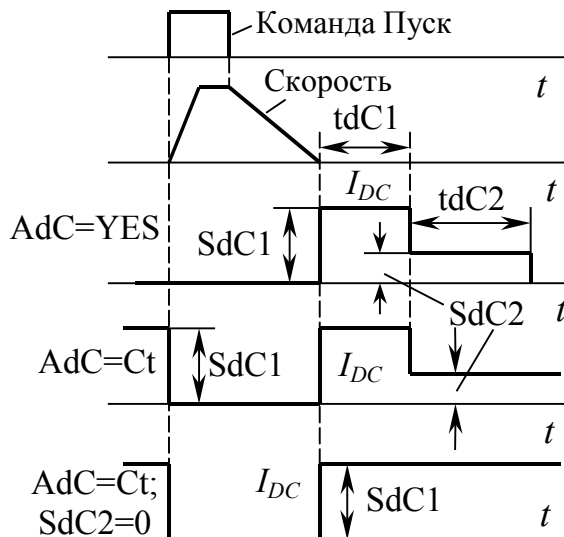 Команда Пуск
t
Скорость
tdC1
t
I_DC
tdC2
AdC=YES
SdC1
SdC2
t
AdC=Ct
SdC1
I_DC
t
AdC=Ct;
SdC2=0
I_DC
SdC1
t